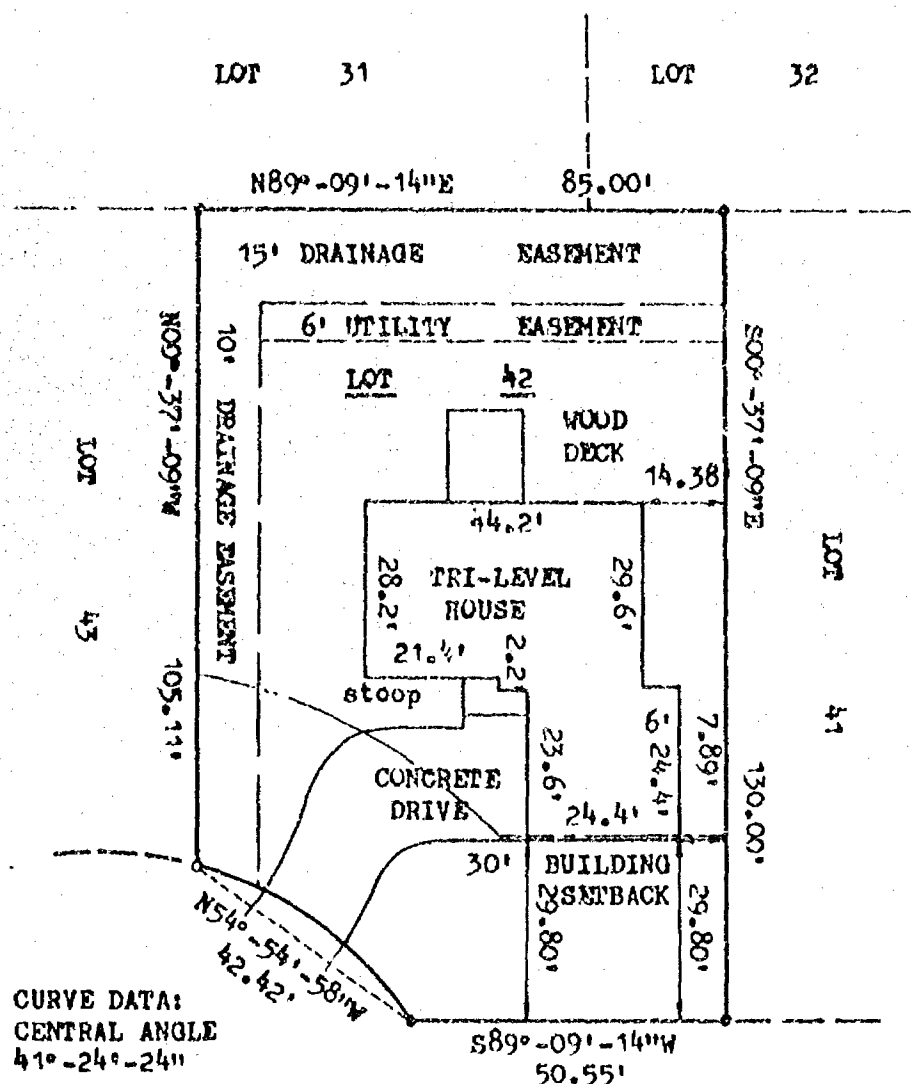 LOT 31 LOT 32
N89°-09'-14"E 85.00'
15' DRAINAGE EASEMENT
6' UTILITY EASEMENT
LOT 42
N00°-37'-09"W
10' DRAINAGE EASEMENT
S00°-37'-09"E
WOOD
DECK
14.38
44.2'
LOT 43
28.2'
TRI-LEVEL
HOUSE
29.6'
LOT 41
21.4'
2.2'
stoop
105.11'
23.6'
6'
24.4'
7.89'
130.00'
CONCRETE
DRIVE
24.4'
30' BUILDING
SETBACK
29.80'
29.80'
N54°-54'-58"W
42.42'
CURVE DATA:
CENTRAL ANGLE
41°-24°-24"
S89°-09'-14"W
50.55'